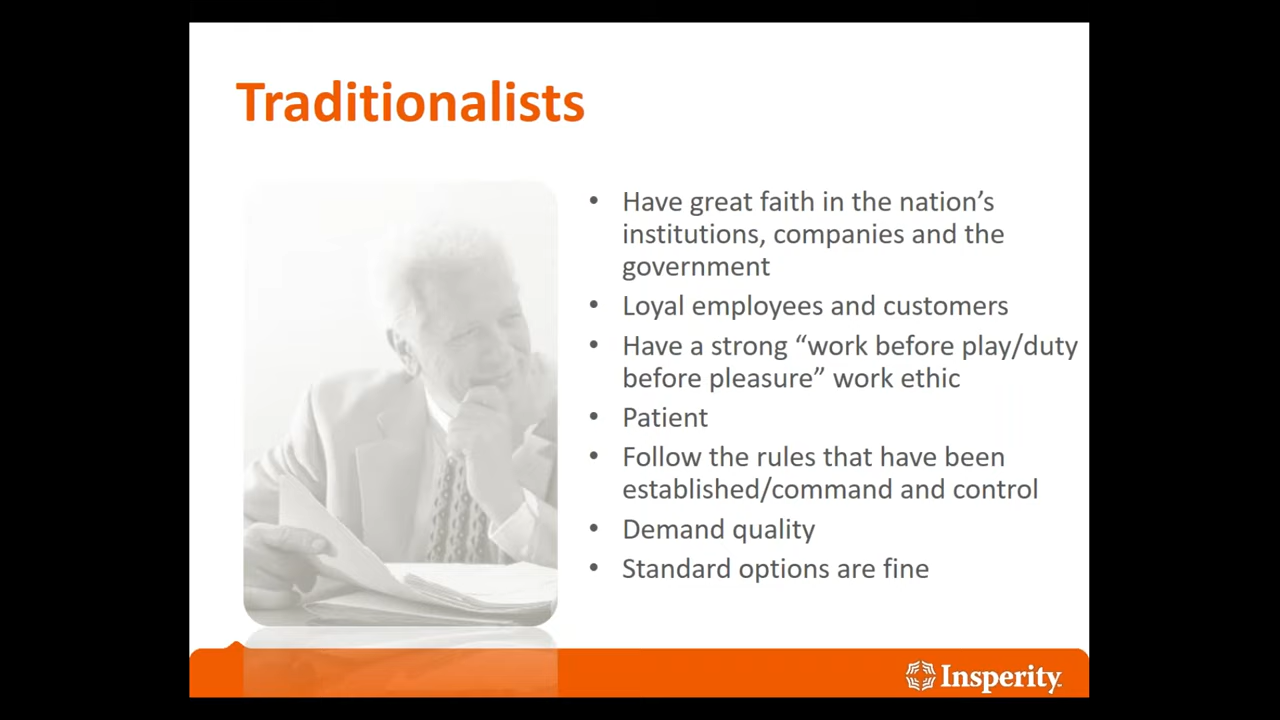 Traditionalists
• Have great faith in the nation’s
institutions, companies and the
government
• Loyal employees and customers
• Have a strong “work before play/duty
before pleasure” work ethic
• Patient
• Follow the rules that have been
established/command and control
• Demand quality
• Standard options are fine
Insperity